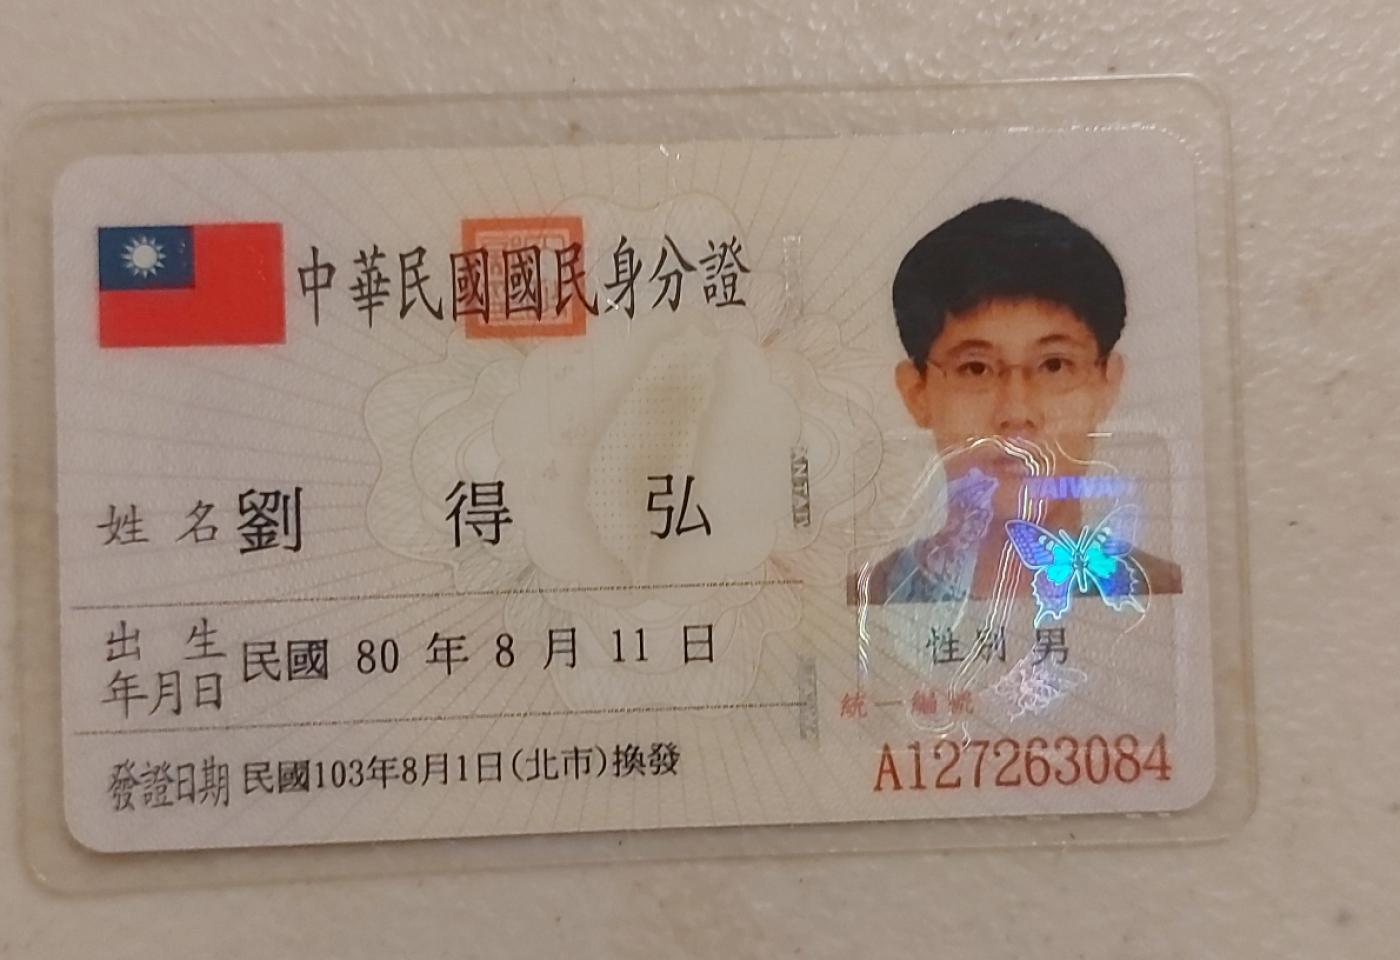 中華民國國民身分證
姓名 劉得弘
出生年月日 民國 80 年 8 月 11 日
發證日期 民國103年8月1日(北市)換發
TAIWAN
性別 男
統一編號
A127263084